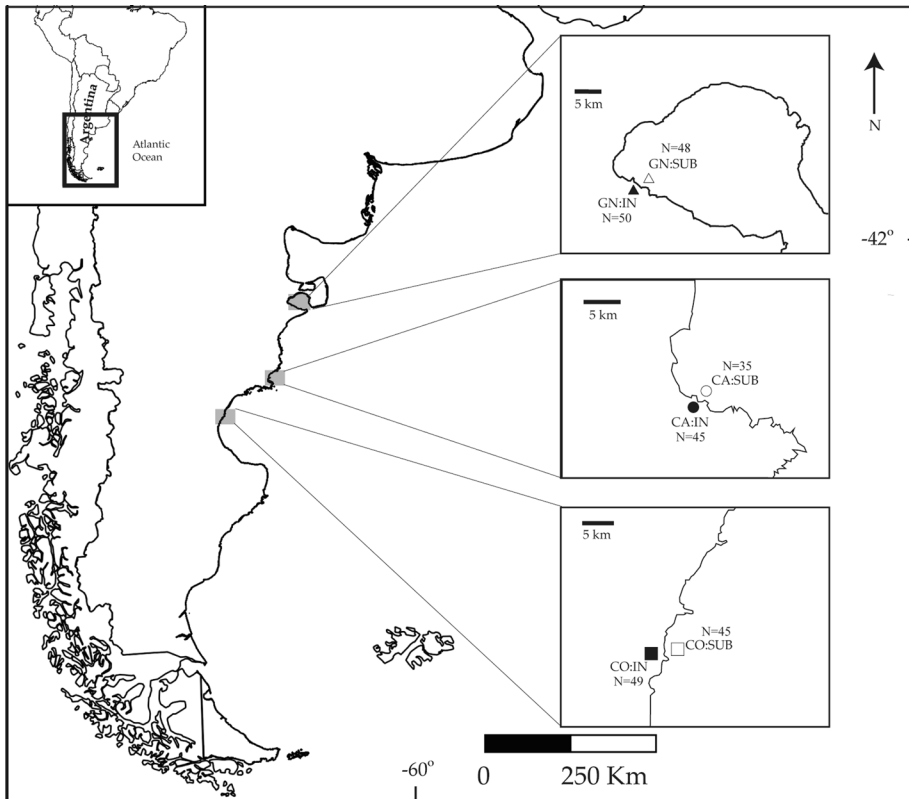 Argentina
Atlantic
Ocean
5 km
N=48
GN:SUB
GN:IN
N=50
N
-42°
5 km
N=35
CA:SUB
CA:IN
N=45
5 km
N=45
CO:SUB
CO:IN
N=49
-60°
0 250 Km